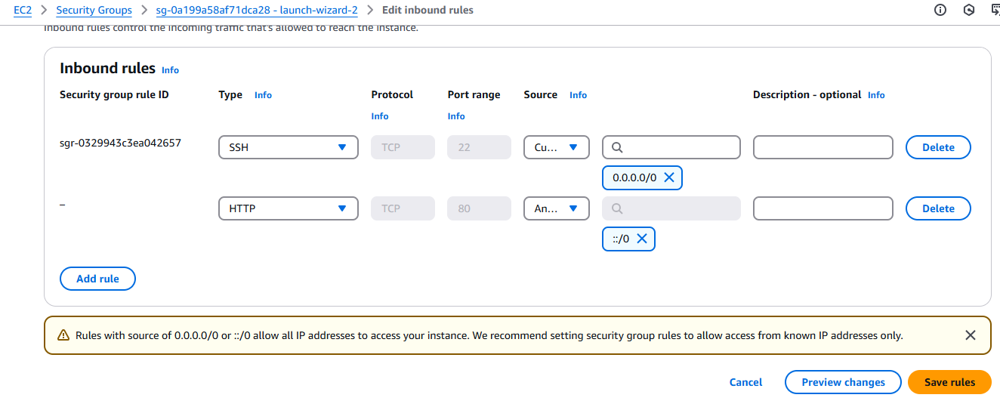 EC2 > Security Groups > sg-0a199a58af71dca28 - launch-wizard-2 > Edit inbound rules
Inbound rules control the incoming traffic that's allowed to reach the instance.
Inbound rules Info
Security group rule ID Type Info Protocol Info Port range Info Source Info Description - optional Info
sgr-0329943c3ea042657 SSH TCP 22 Cu... Delete
0.0.0.0/0
– HTTP TCP 80 An... Delete
::/0
Add rule
Rules with source of 0.0.0.0/0 or ::/0 allow all IP addresses to access your instance. We recommend setting security group rules to allow access from known IP addresses only.
Cancel Preview changes Save rules